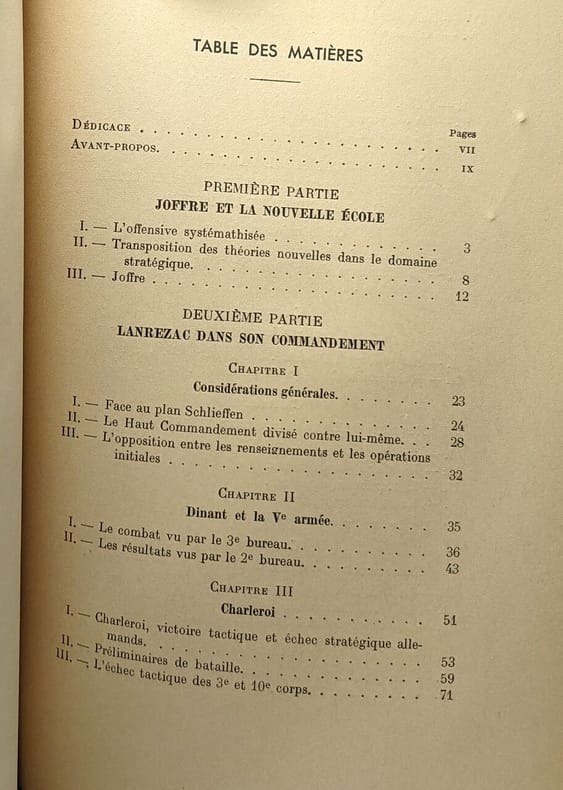 TABLE DES MATIÈRES
Pages
DÉDICACE . . . . . . . . . . . . . . . . . . . . VII
AVANT-PROPOS. . . . . . . . . . . . . . . . . . . . IX
PREMIÈRE PARTIE
JOFFRE ET LA NOUVELLE ÉCOLE
I. — L'offensive systémathisée . . . . . . . . . . . . 3
II. — Transposition des théories nouvelles dans le domaine
stratégique. . . . . . . . . . . . . . . . . . 8
III. — Joffre . . . . . . . . . . . . . . . . . . . . 12
DEUXIÈME PARTIE
LANREZAC DANS SON COMMANDEMENT
CHAPITRE I
Considérations générales. . . . . . . . . 23
I. — Face au plan Schlieffen . . . . . . . . . . . . . 24
II. — Le Haut Commandement divisé contre lui-même. . . 28
III. — L'opposition entre les renseignements et les opérations
initiales . . . . . . . . . . . . . . . . . . . 32
CHAPITRE II
Dinant et la Ve armée. . . . . . . . . 35
I. — Le combat vu par le 3e bureau. . . . . . . . . . 36
II. — Les résultats vus par le 2e bureau. . . . . . . . . 43
CHAPITRE III
Charleroi . . . . . . . . . . . 51
I. — Charleroi, victoire tactique et échec stratégique alle-
mands. . . . . . . . . . . . . . . . . . . . 53
II. — Préliminaires de bataille. . . . . . . . . . . . . 59
III. — L'échec tactique des 3e et 10e corps. . . . . . . . 71